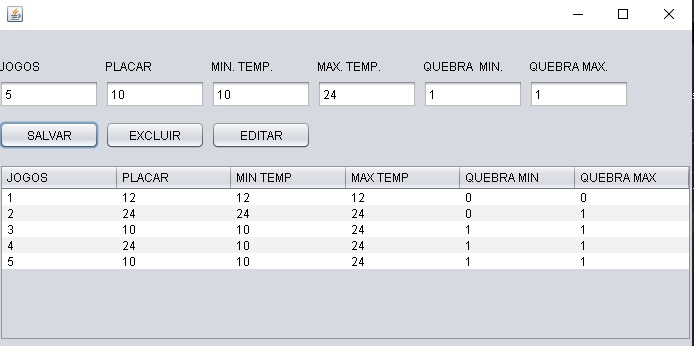 JOGOS PLACAR MIN. TEMP. MAX. TEMP. QUEBRA MIN. QUEBRA MAX.
5 10 10 24 1 1
SALVAR EXCLUIR EDITAR
JOGOS PLACAR MIN TEMP MAX TEMP QUEBRA MIN QUEBRA MAX
1 12 12 12 0 0
2 24 24 24 0 1
3 10 10 24 1 1
4 24 10 24 1 1
5 10 10 24 1 1